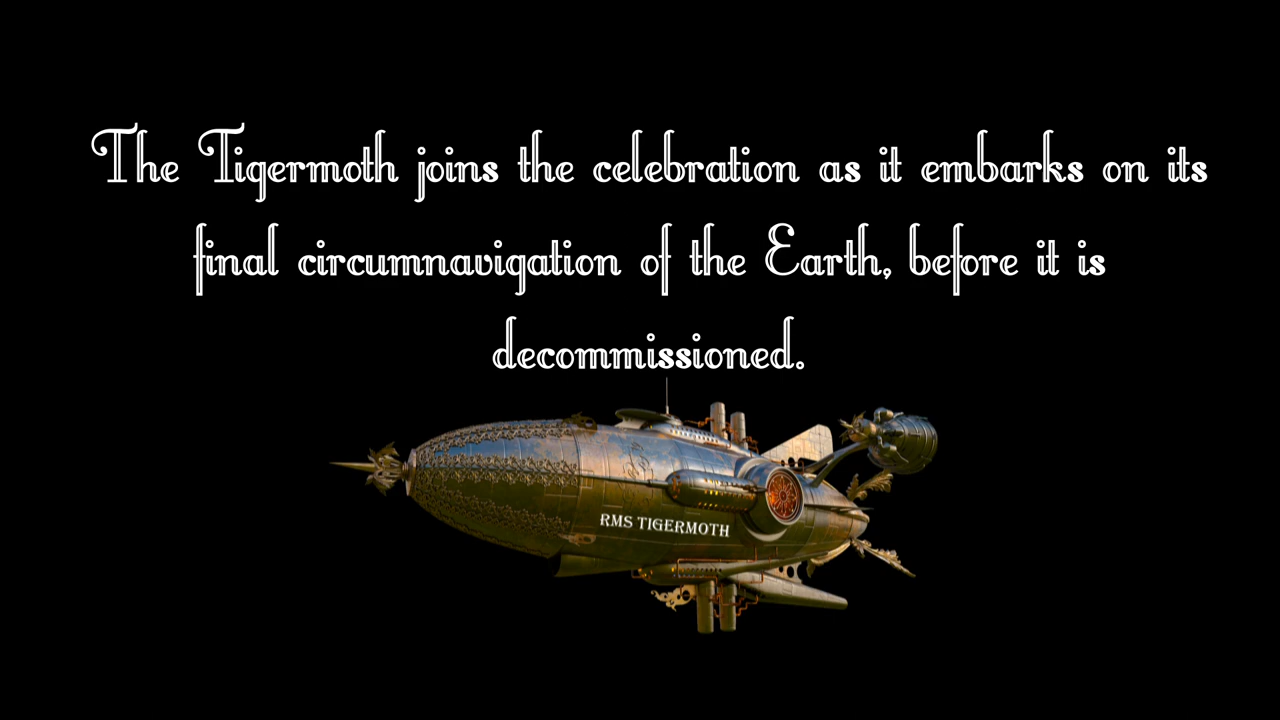 The Tigermoth joins the celebration as it embarks on its
final circumnavigation of the Earth, before it is
decommissioned.
RMS TIGERMOTH